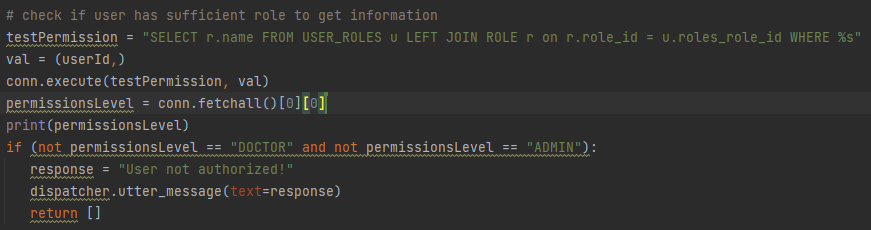 # check if user has sufficient role to get information
testPermission = "SELECT r.name FROM USER_ROLES u LEFT JOIN ROLE r on r.role_id = u.roles_role_id WHERE %s"
val = (userId,)
conn.execute(testPermission, val)
permissionsLevel = conn.fetchall()[0][0]
print(permissionsLevel)
if (not permissionsLevel == "DOCTOR" and not permissionsLevel == "ADMIN"):
    response = "User not authorized!"
    dispatcher.utter_message(text=response)
    return []